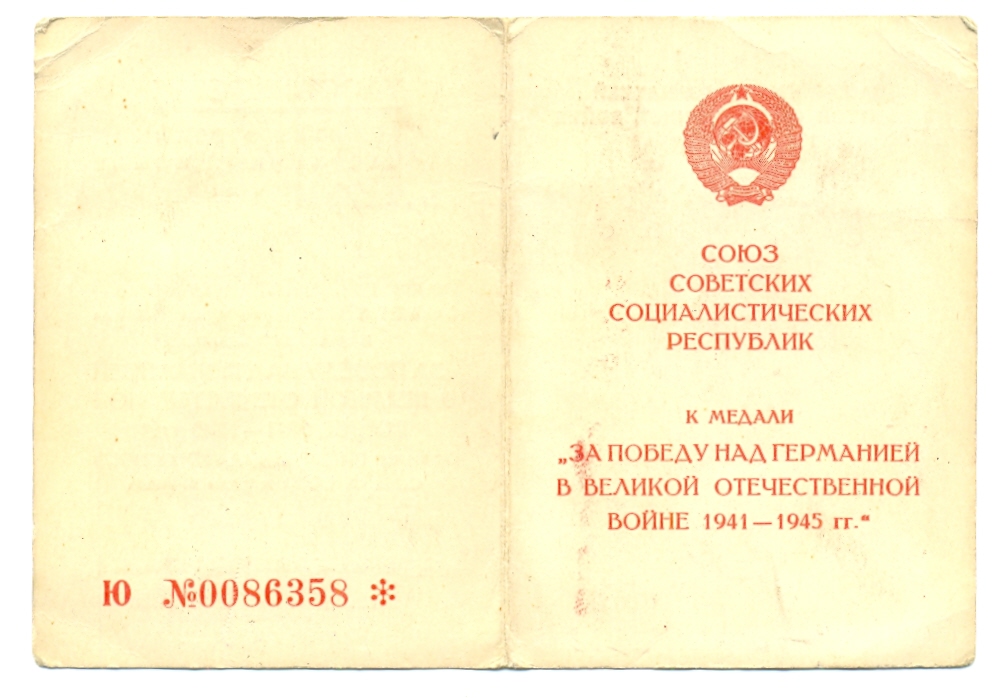 Ю №0086358 *
СОЮЗ
СОВЕТСКИХ
СОЦИАЛИСТИЧЕСКИХ
РЕСПУБЛИК
К МЕДАЛИ
„ЗА ПОБЕДУ НАД ГЕРМАНИЕЙ
В ВЕЛИКОЙ ОТЕЧЕСТВЕННОЙ
ВОЙНЕ 1941—1945 гг.“